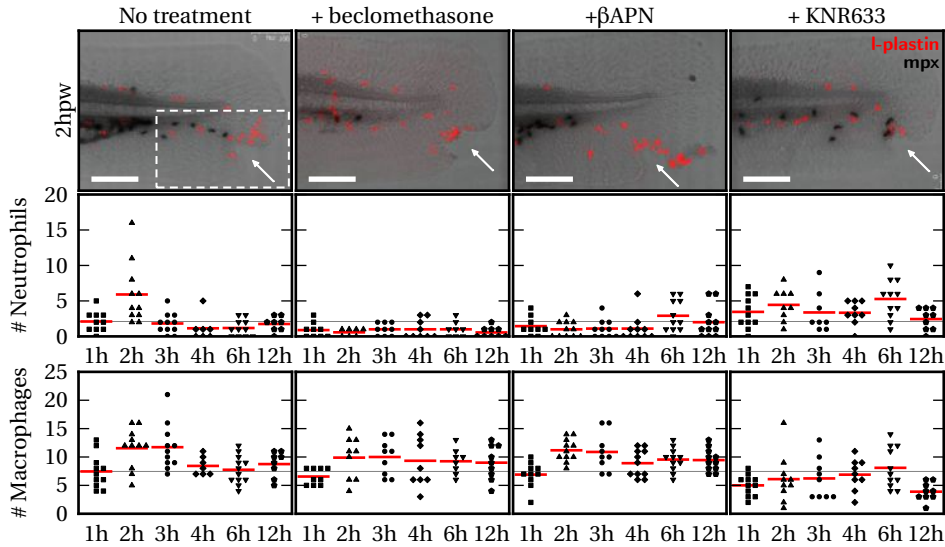 No treatment + beclomethasone +βAPN + KNR633
l-plastin
mpx
2hpw
# Neutrophils
20
15
10
5
0
1h 2h 3h 4h 6h 12h 1h 2h 3h 4h 6h 12h 1h 2h 3h 4h 6h 12h 1h 2h 3h 4h 6h 12h
# Macrophages
25
20
15
10
5
0
1h 2h 3h 4h 6h 12h 1h 2h 3h 4h 6h 12h 1h 2h 3h 4h 6h 12h 1h 2h 3h 4h 6h 12h